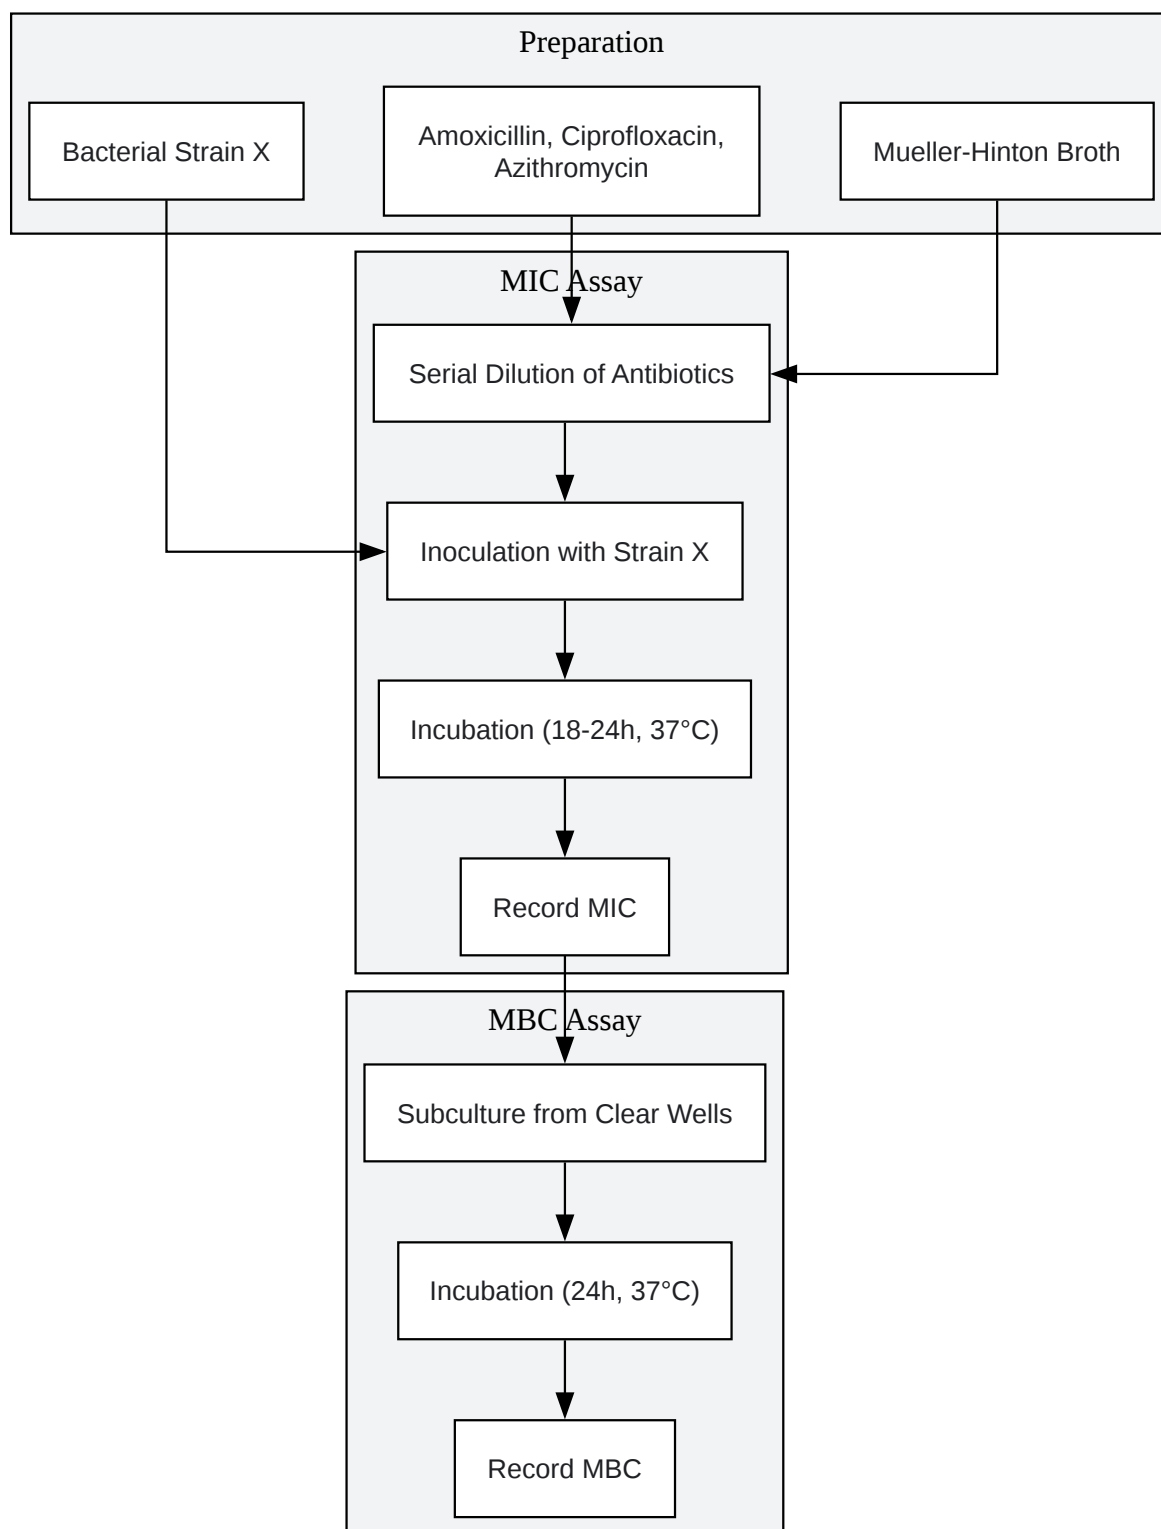 Preparation
Bacterial Strain X
Amoxicillin, Ciprofloxacin,
Azithromycin
Mueller-Hinton Broth
MIC Assay
Serial Dilution of Antibiotics
Inoculation with Strain X
Incubation (18-24h, 37°C)
Record MIC
MBC Assay
Subculture from Clear Wells
Incubation (24h, 37°C)
Record MBC